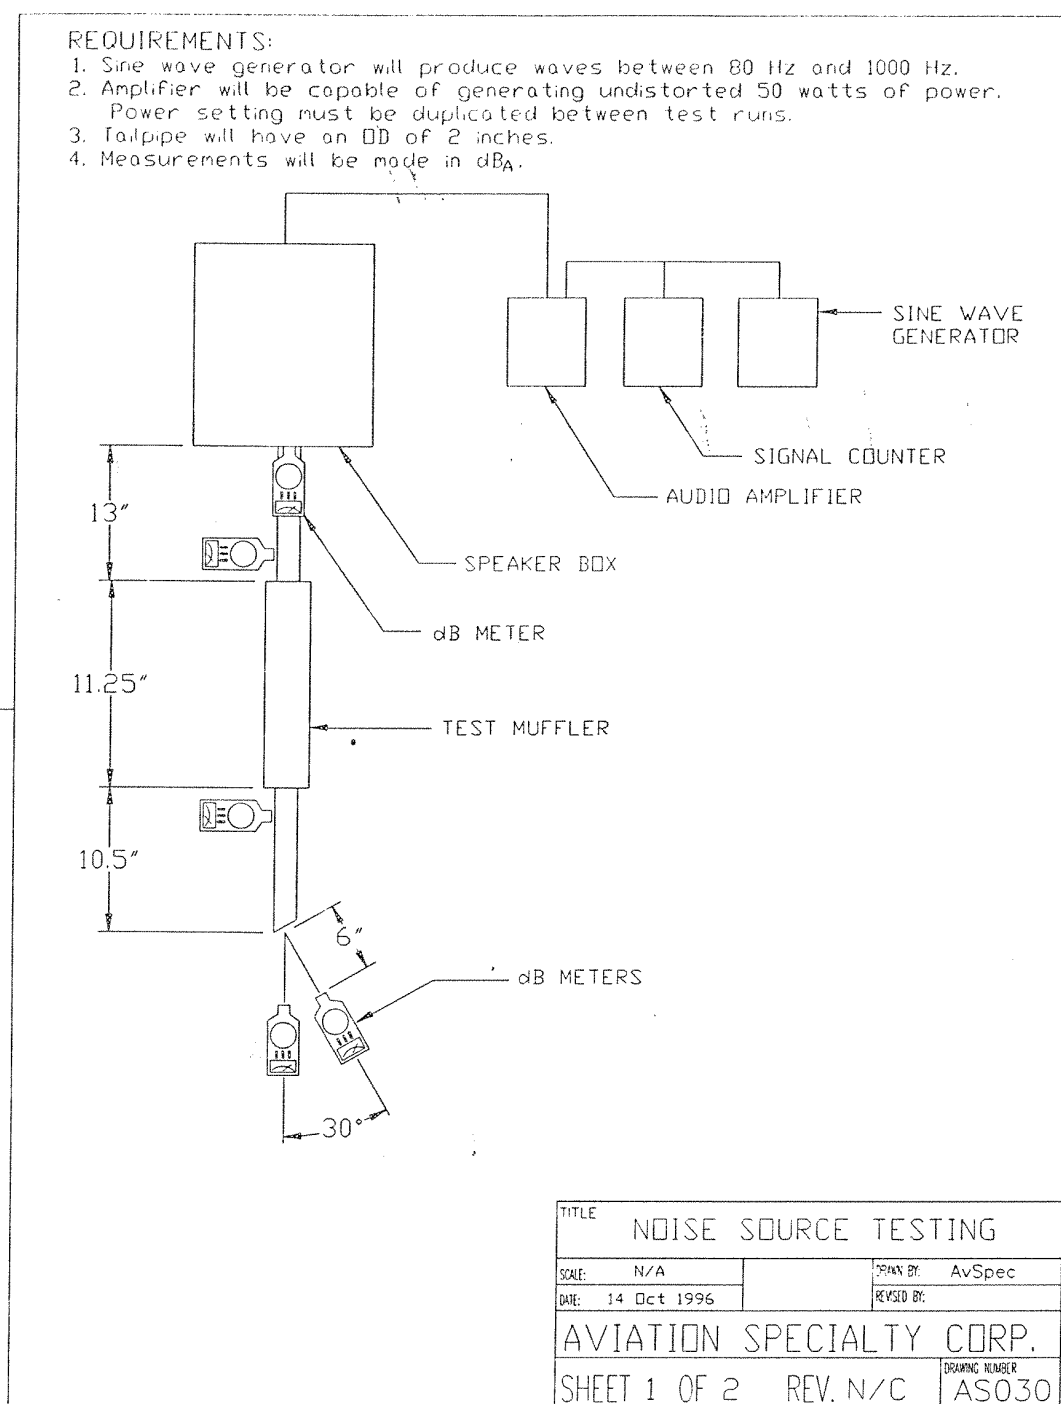 REQUIREMENTS:
1. Sine wave generator will produce waves between 80 Hz and 1000 Hz.
2. Amplifier will be capable of generating undistorted 50 watts of power.
Power setting must be duplicated between test runs.
3. Tailpipe will have an OD of 2 inches.
4. Measurements will be made in dBA.
SINE WAVE
GENERATOR
SIGNAL COUNTER
AUDIO AMPLIFIER
13"
SPEAKER BOX
dB METER
11.25"
TEST MUFFLER
10.5"
6"
dB METERS
30°
TITLE
NOISE SOURCE TESTING
SCALE: N/A
DRAWN BY: AvSpec
DATE: 14 Oct 1996
REVISED BY:
AVIATION SPECIALTY CORP.
SHEET 1 OF 2 REV. N/C
DRAWING NUMBER
AS030